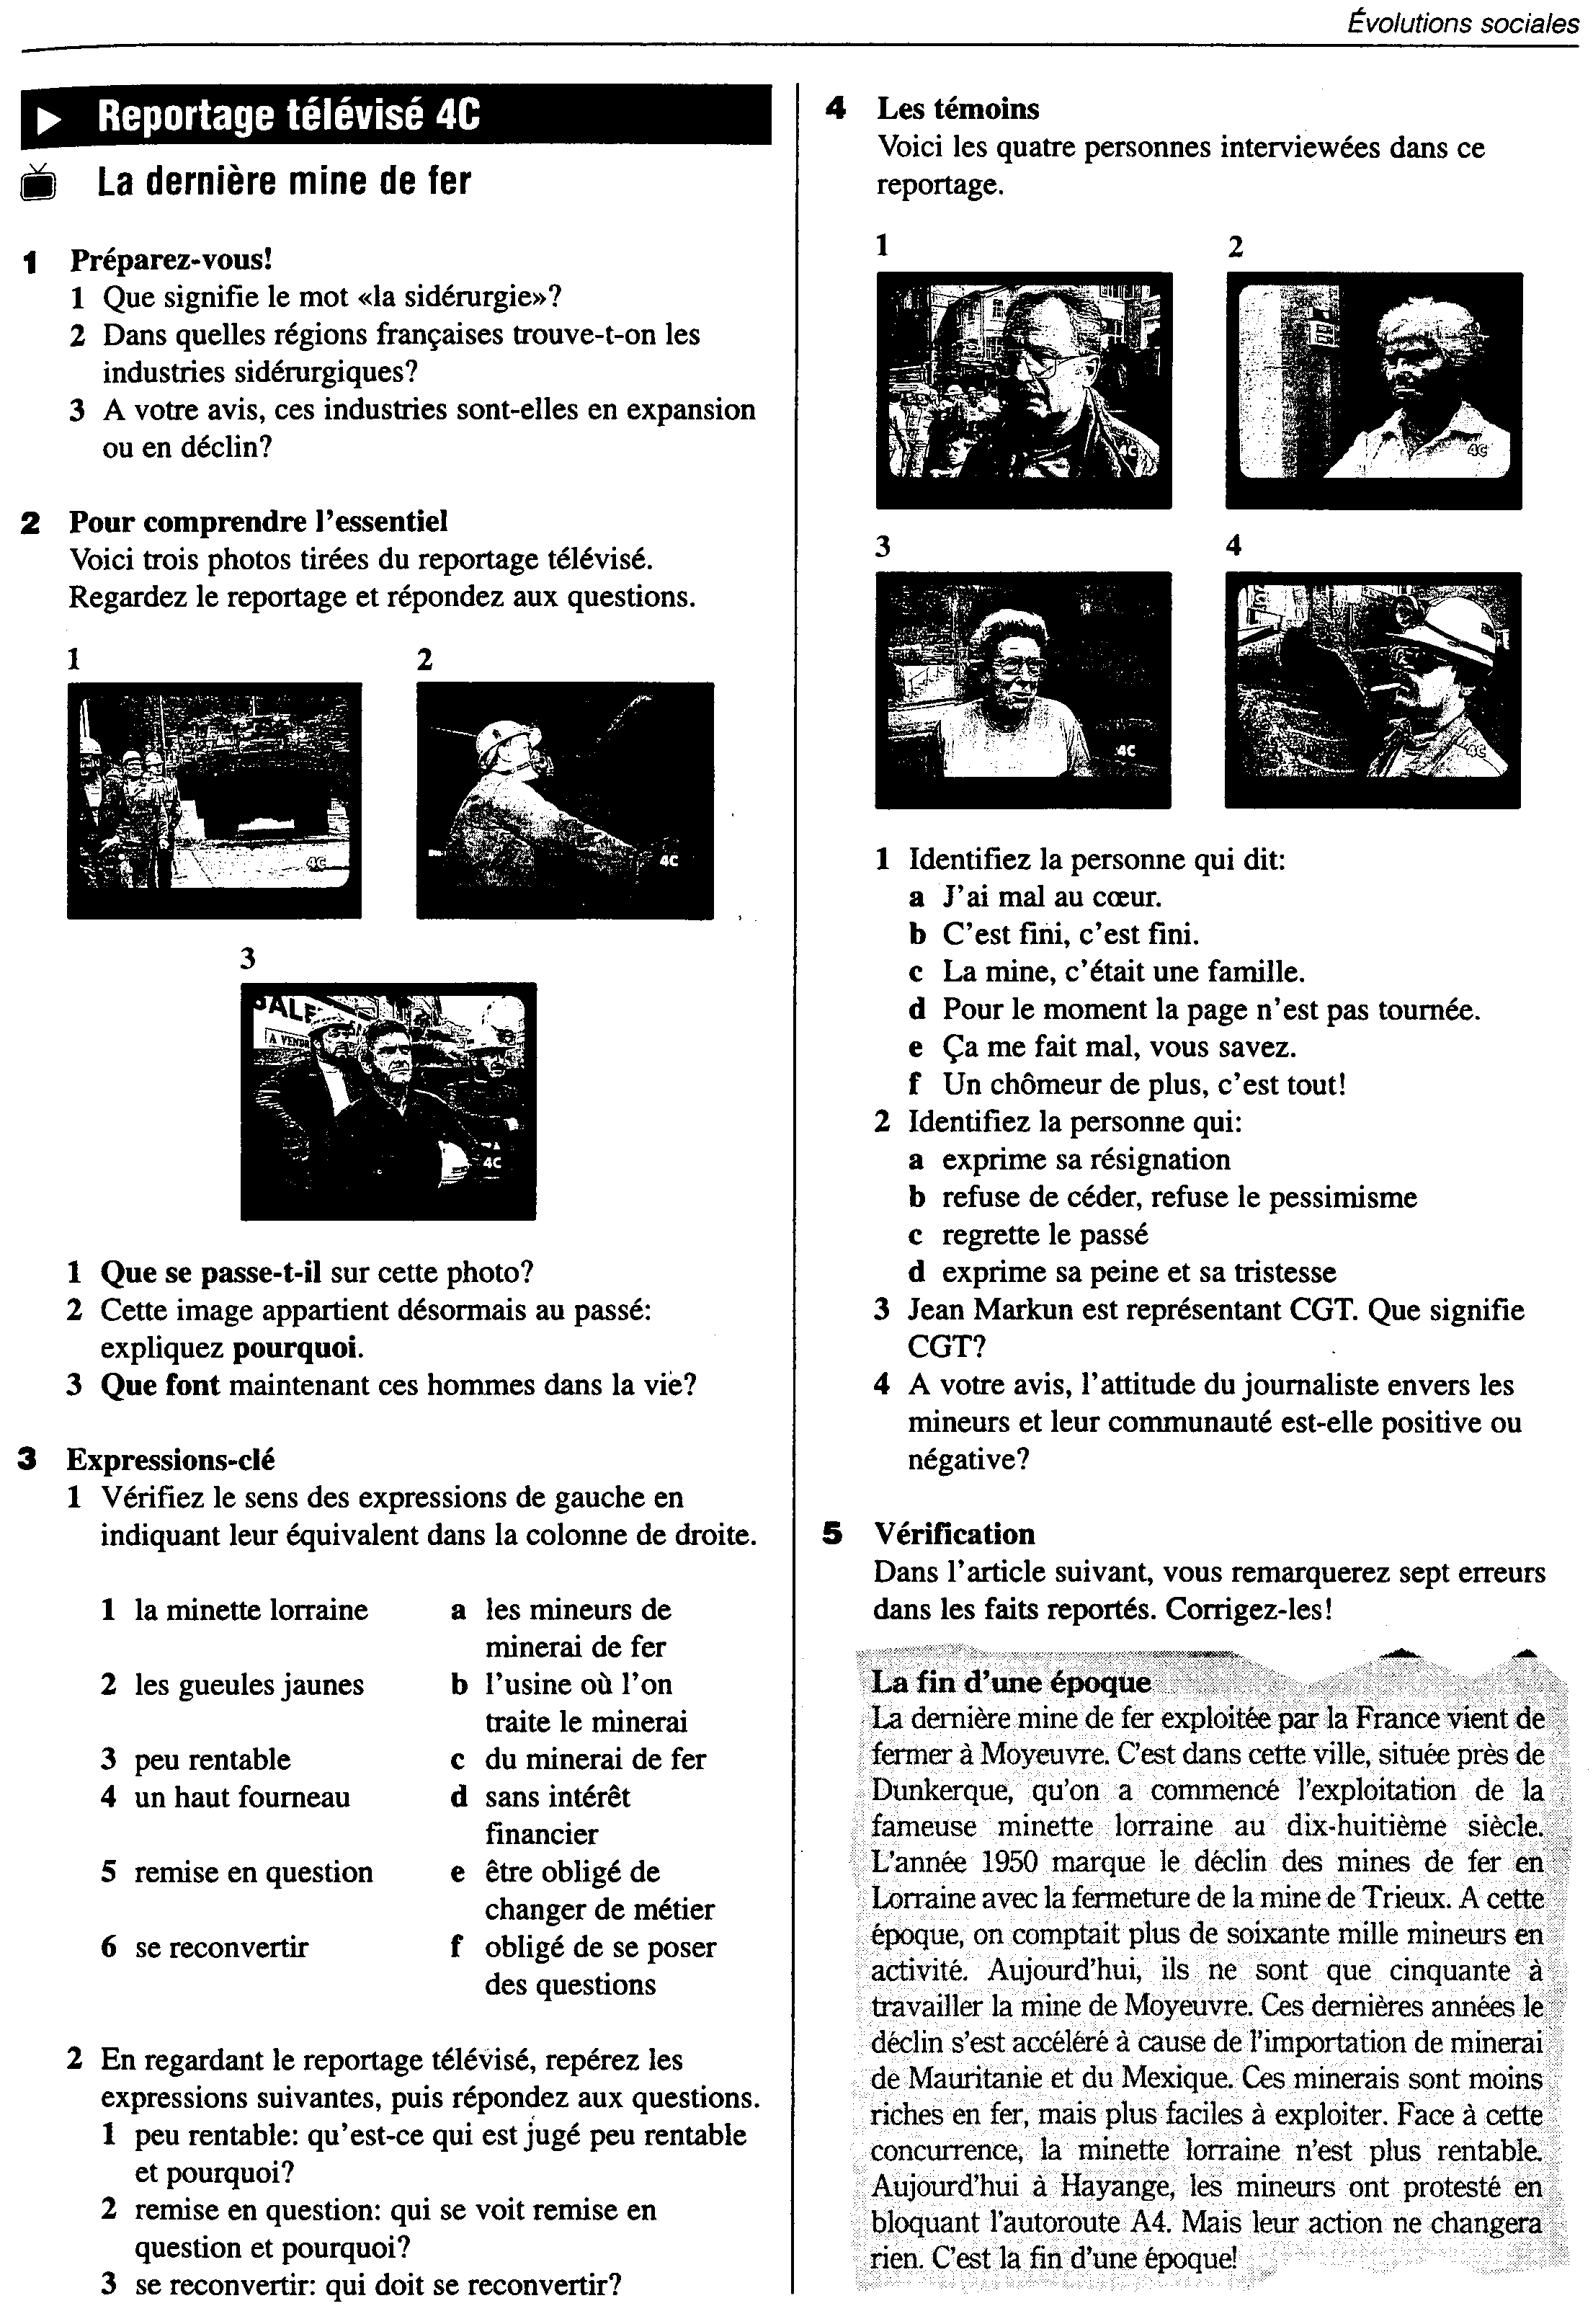 Évolutions sociales
Reportage télévisé 4C
La dernière mine de fer
1 Préparez-vous!
1 Que signifie le mot «la sidérurgie»?
2 Dans quelles régions françaises trouve-t-on les
industries sidérurgiques?
3 A votre avis, ces industries sont-elles en expansion
ou en déclin?
2 Pour comprendre l'essentiel
Voici trois photos tirées du reportage télévisé.
Regardez le reportage et répondez aux questions.
1
2
4C
4C
3
A VENDRE
4C
1 Que se passe-t-il sur cette photo?
2 Cette image appartient désormais au passé:
expliquez pourquoi.
3 Que font maintenant ces hommes dans la vie?
3 Expressions-clé
1 Vérifiez le sens des expressions de gauche en
indiquant leur équivalent dans la colonne de droite.
1 la minette lorraine
a les mineurs de
minerai de fer
2 les gueules jaunes
b l'usine où l'on
traite le minerai
3 peu rentable
c du minerai de fer
4 un haut fourneau
d sans intérêt
financier
5 remise en question
e être obligé de
changer de métier
6 se reconvertir
f obligé de se poser
des questions
2 En regardant le reportage télévisé, repérez les
expressions suivantes, puis répondez aux questions.
1 peu rentable: qu'est-ce qui est jugé peu rentable
et pourquoi?
2 remise en question: qui se voit remise en
question et pourquoi?
3 se reconvertir: qui doit se reconvertir?
4 Les témoins
Voici les quatre personnes interviewées dans ce
reportage.
1
2
4C
4C
3
4
4C
4C
1 Identifiez la personne qui dit:
a J'ai mal au cœur.
b C'est fini, c'est fini.
c La mine, c'était une famille.
d Pour le moment la page n'est pas tournée.
e Ça me fait mal, vous savez.
f Un chômeur de plus, c'est tout!
2 Identifiez la personne qui:
a exprime sa résignation
b refuse de céder, refuse le pessimisme
c regrette le passé
d exprime sa peine et sa tristesse
3 Jean Markun est représentant CGT. Que signifie
CGT?
4 A votre avis, l'attitude du journaliste envers les
mineurs et leur communauté est-elle positive ou
négative?
5 Vérification
Dans l'article suivant, vous remarquerez sept erreurs
dans les faits reportés. Corrigez-les!
La fin d'une époque
La dernière mine de fer exploitée par la France vient de
fermer à Moyeuvre. C'est dans cette ville, située près de
Dunkerque, qu'on a commencé l'exploitation de la
fameuse minette lorraine au dix-huitième siècle.
L'année 1950 marque le déclin des mines de fer en
Lorraine avec la fermeture de la mine de Trieux. A cette
époque, on comptait plus de soixante mille mineurs en
activité. Aujourd'hui, ils ne sont que cinquante à
travailler la mine de Moyeuvre. Ces dernières années le
déclin s'est accéléré à cause de l'importation de minerai
de Mauritanie et du Mexique. Ces minerais sont moins
riches en fer, mais plus faciles à exploiter. Face à cette
concurrence, la minette lorraine n'est plus rentable.
Aujourd'hui à Hayange, les mineurs ont protesté en
bloquant l'autoroute A4. Mais leur action ne changera
rien. C'est la fin d'une époque!